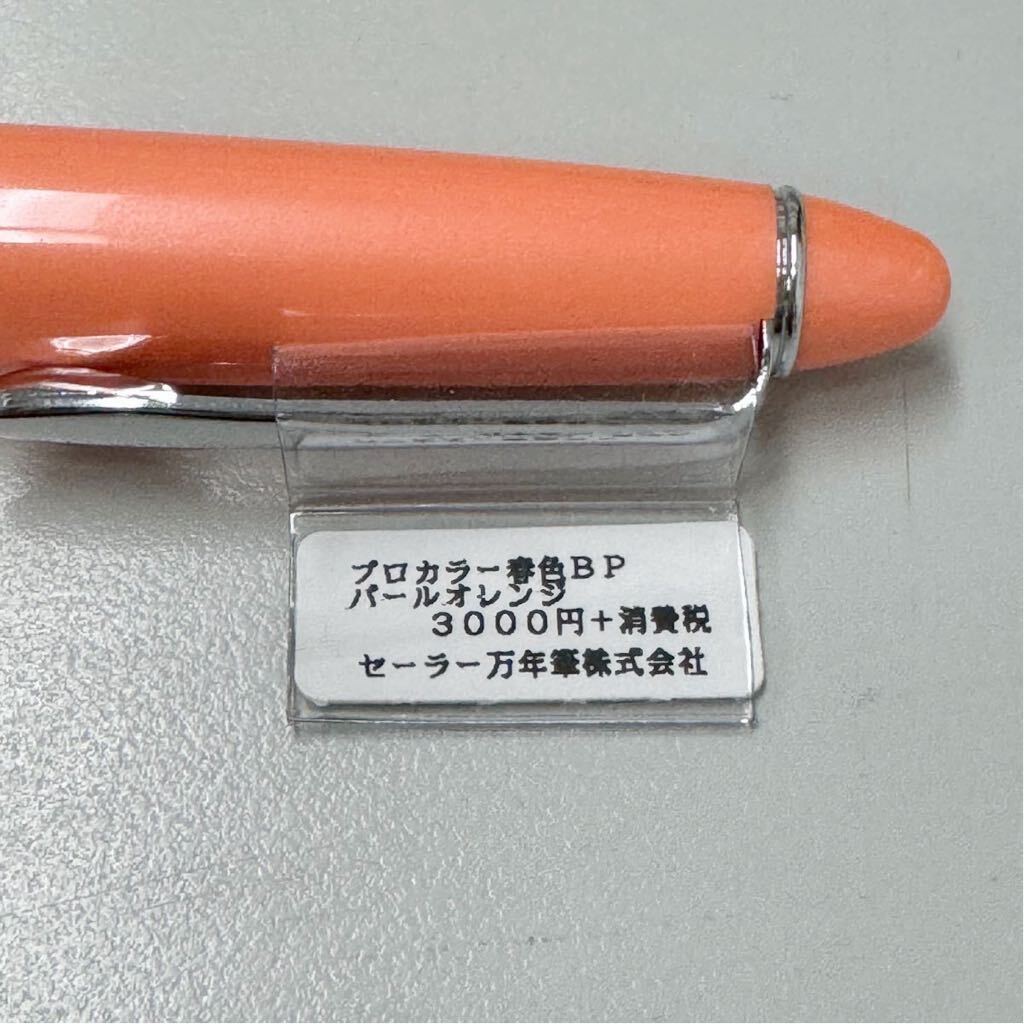 プロカラー春色ＢＰ
パールオレンジ
３０００円＋消費税
セーラー万年筆株式会社